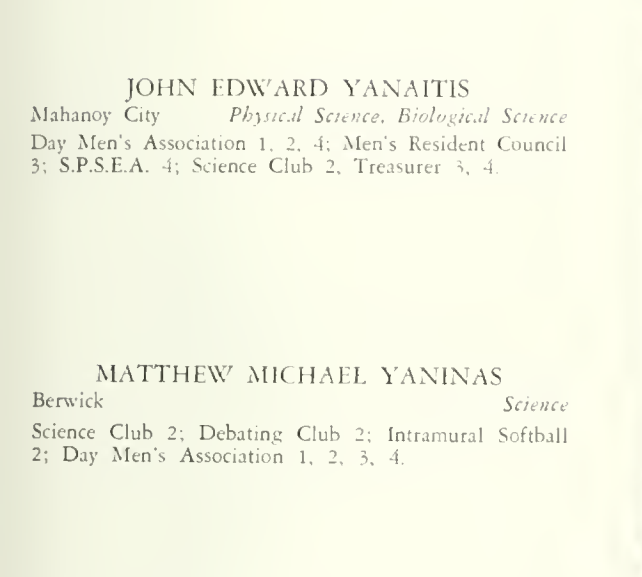 JOHN EDWARD YANAITIS
Mahanoy City Physical Science, Biological Science
Day Men's Association 1, 2, 4; Men's Resident Council
3; S.P.S.E.A. 4; Science Club 2, Treasurer 3, 4.
MATTHEW MICHAEL YANINAS
Berwick Science
Science Club 2; Debating Club 2; Intramural Softball
2; Day Men's Association 1, 2, 3, 4.